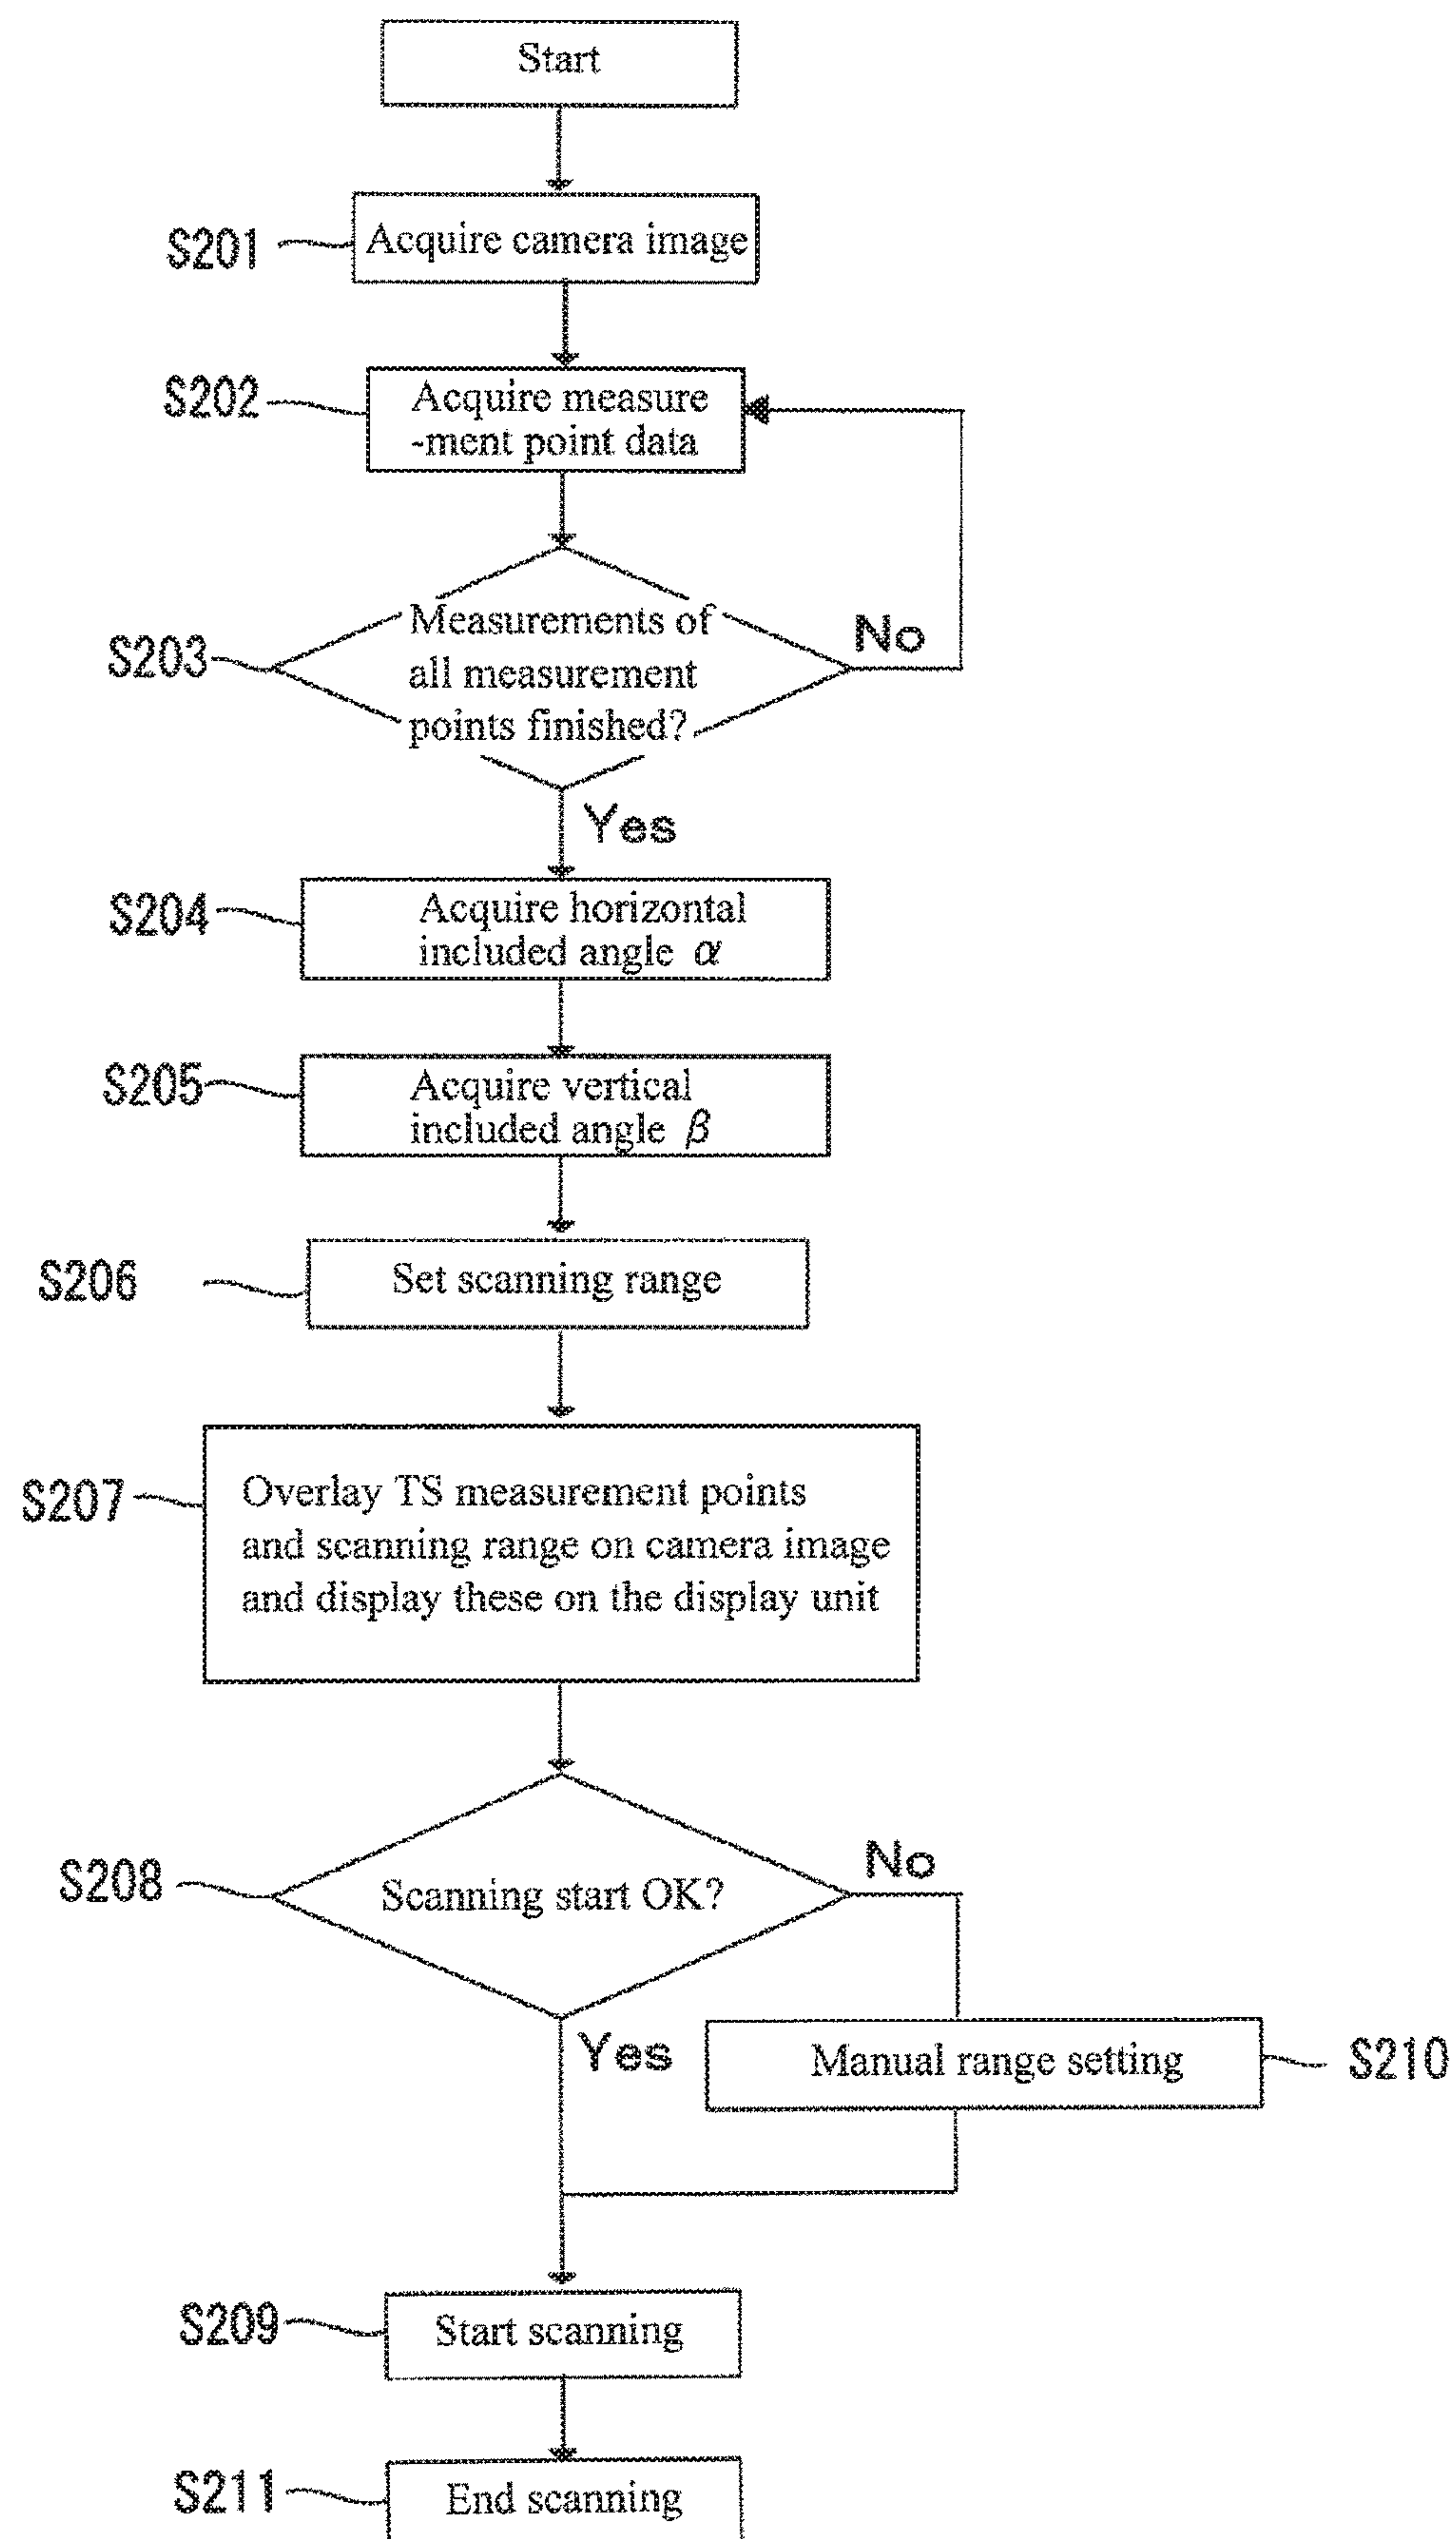 Start
S201
Acquire camera image
S202
Acquire measure
-ment point data
S203
Measurements of
all measurement
points finished?
No
Yes
S204
Acquire horizontal
included angle α
S205
Acquire vertical
included angle β
S206
Set scanning range
S207
Overlay TS measurement points
and scanning range on camera image
and display these on the display unit
S208
Scanning start OK?
No
Yes
Manual range setting
S210
S209
Start scanning
S211
End scanning